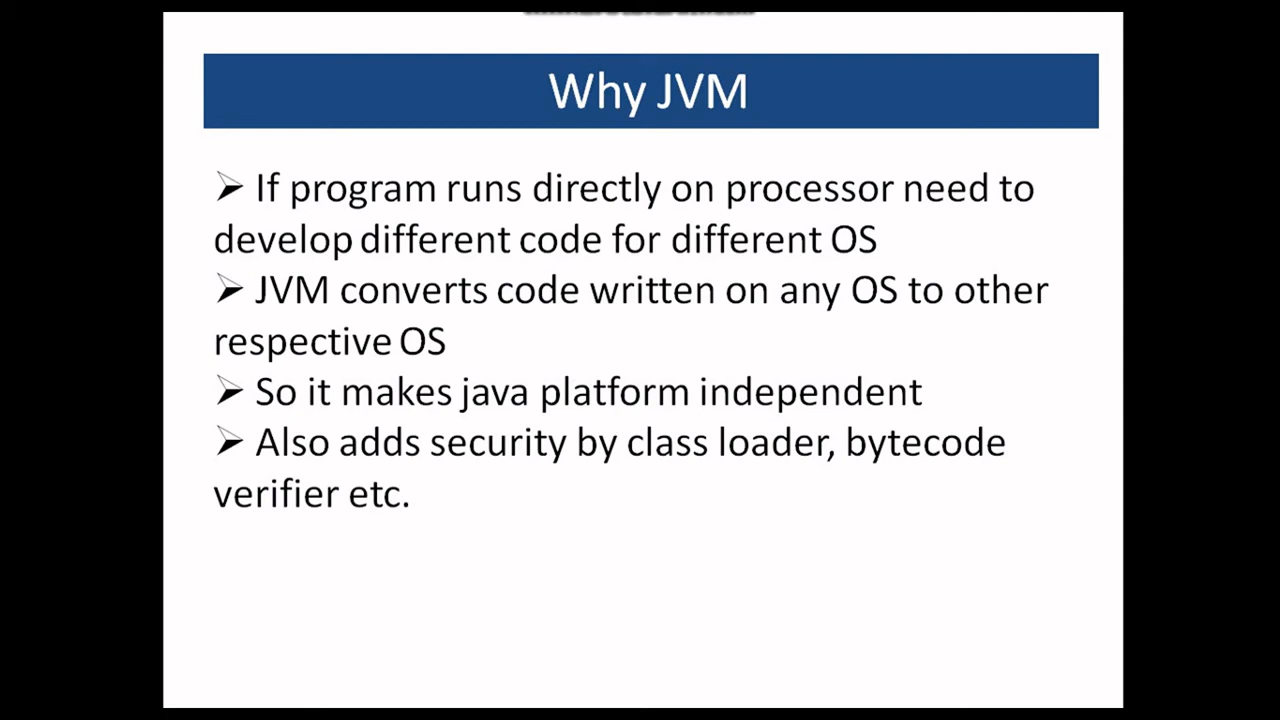 Why JVM
➢ If program runs directly on processor need to
develop different code for different OS
➢ JVM converts code written on any OS to other
respective OS
➢ So it makes java platform independent
➢ Also adds security by class loader, bytecode
verifier etc.